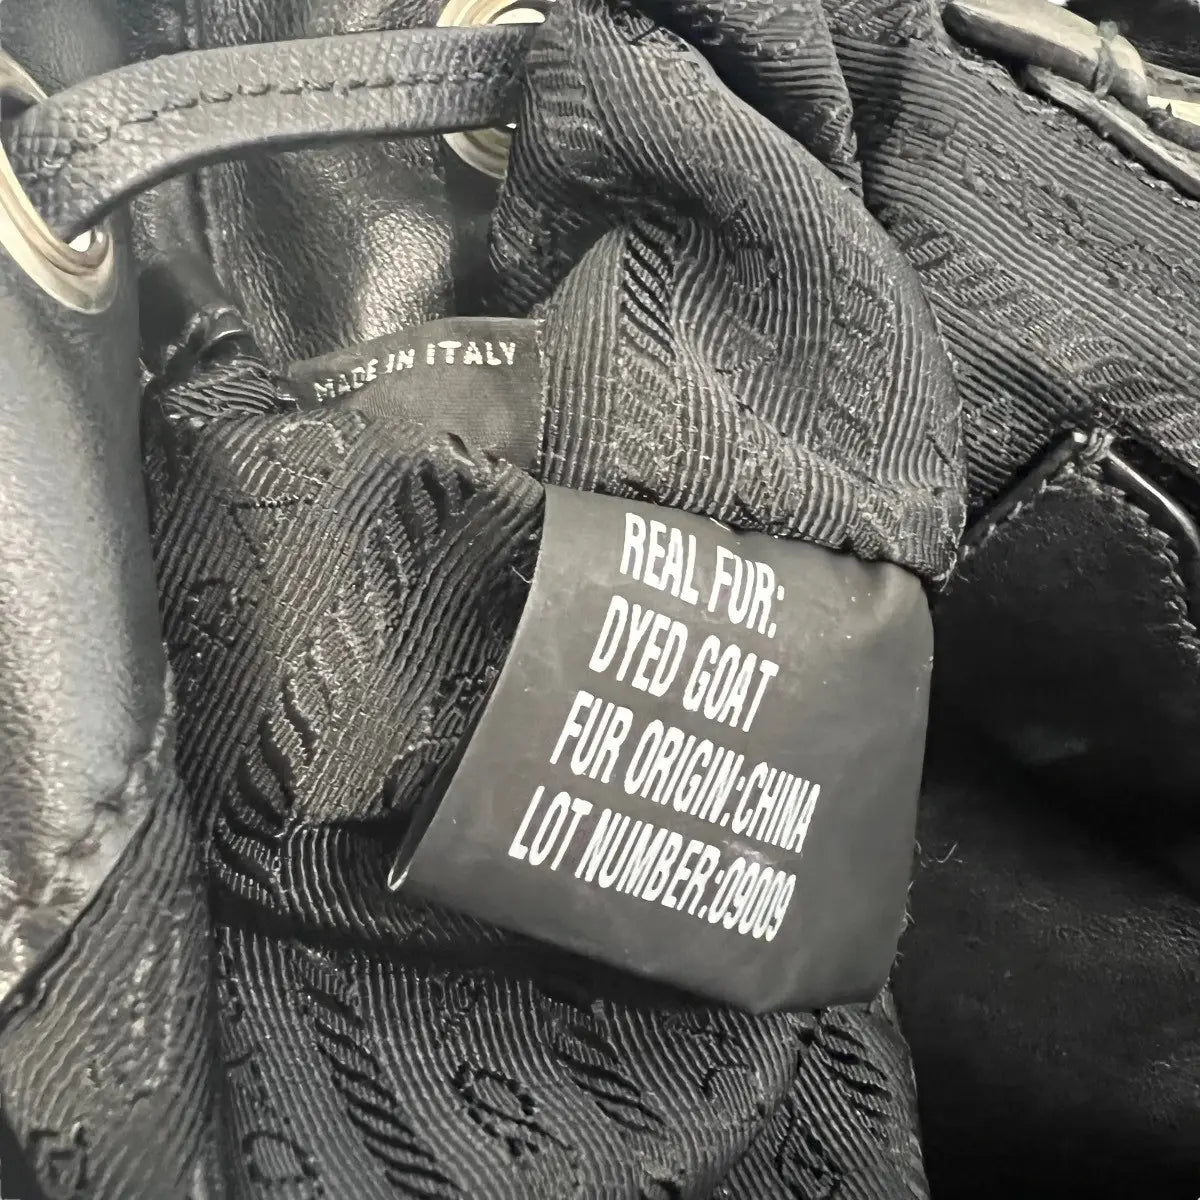 MADE IN ITALY
REAL FUR:
DYED GOAT
FUR ORIGIN:CHINA
LOT NUMBER:09009